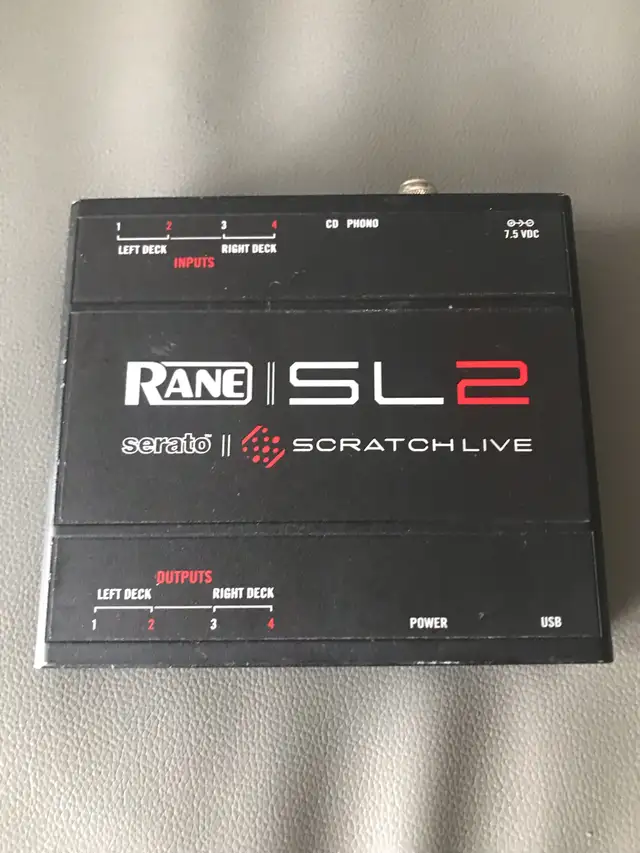 1 2 3 4 CD PHONO
LEFT DECK RIGHT DECK 7.5 VDC
INPUTS
RANE || SL2
serato || SCRATCH LIVE
OUTPUTS
LEFT DECK RIGHT DECK
1 2 3 4 POWER USB